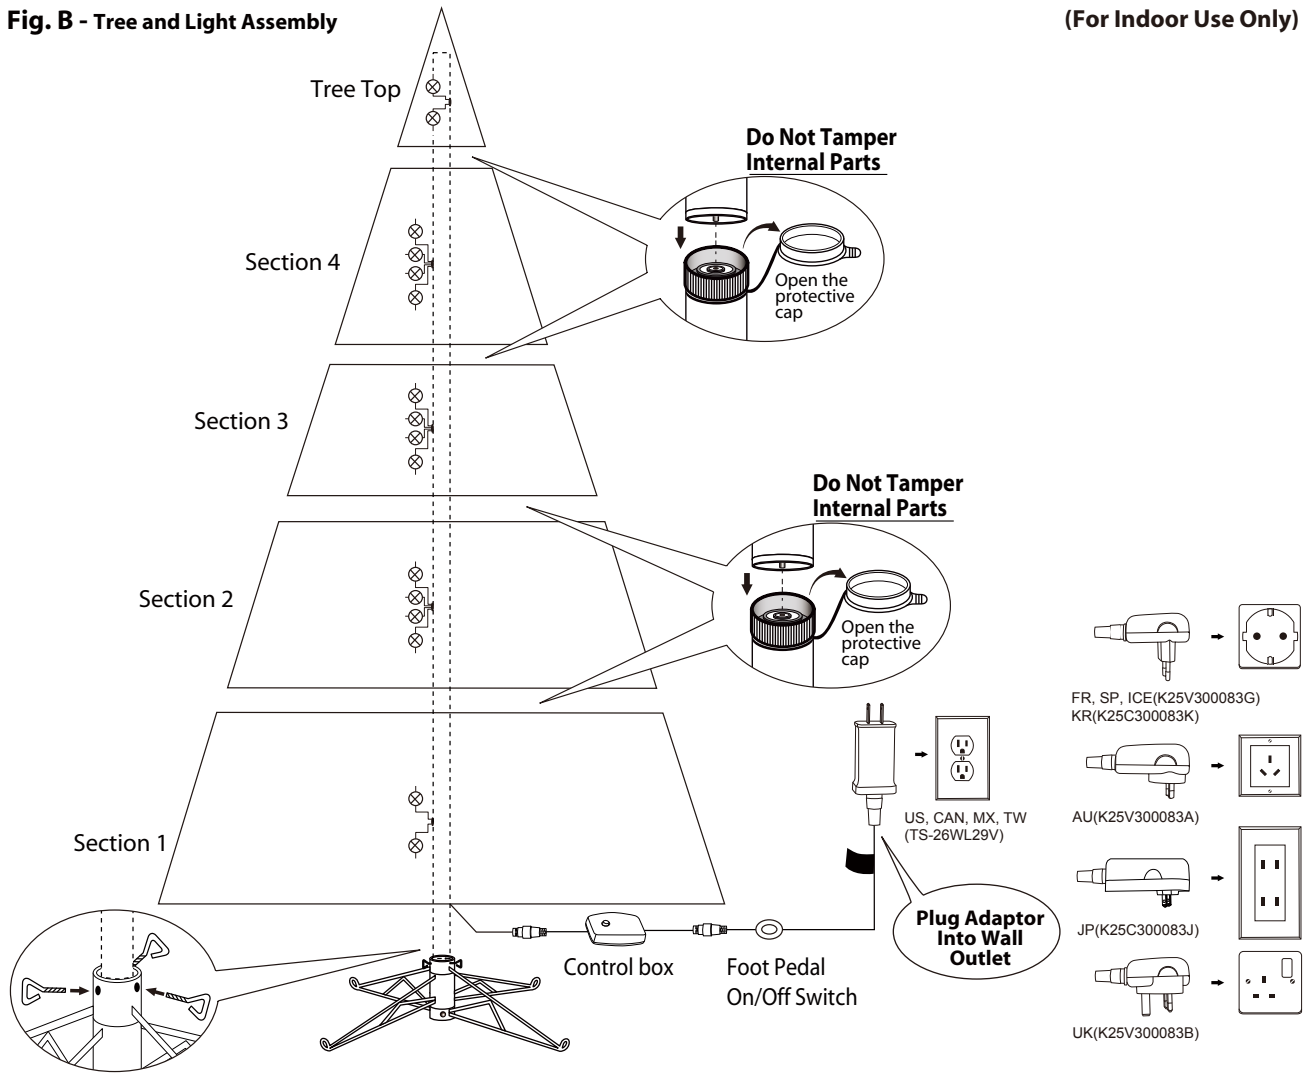 Fig. B - Tree and Light Assembly
(For Indoor Use Only)
Tree Top
Do Not Tamper
Internal Parts
Section 4
Open the
protective
cap
Section 3
Do Not Tamper
Internal Parts
Section 2
Open the
protective
cap
FR, SP, ICE(K25V300083G)
KR(K25C300083K)
US, CAN, MX, TW
(TS-26WL29V)
AU(K25V300083A)
Section 1
Plug Adaptor
Into Wall
Outlet
JP(K25C300083J)
Control box
Foot Pedal
On/Off Switch
UK(K25V300083B)